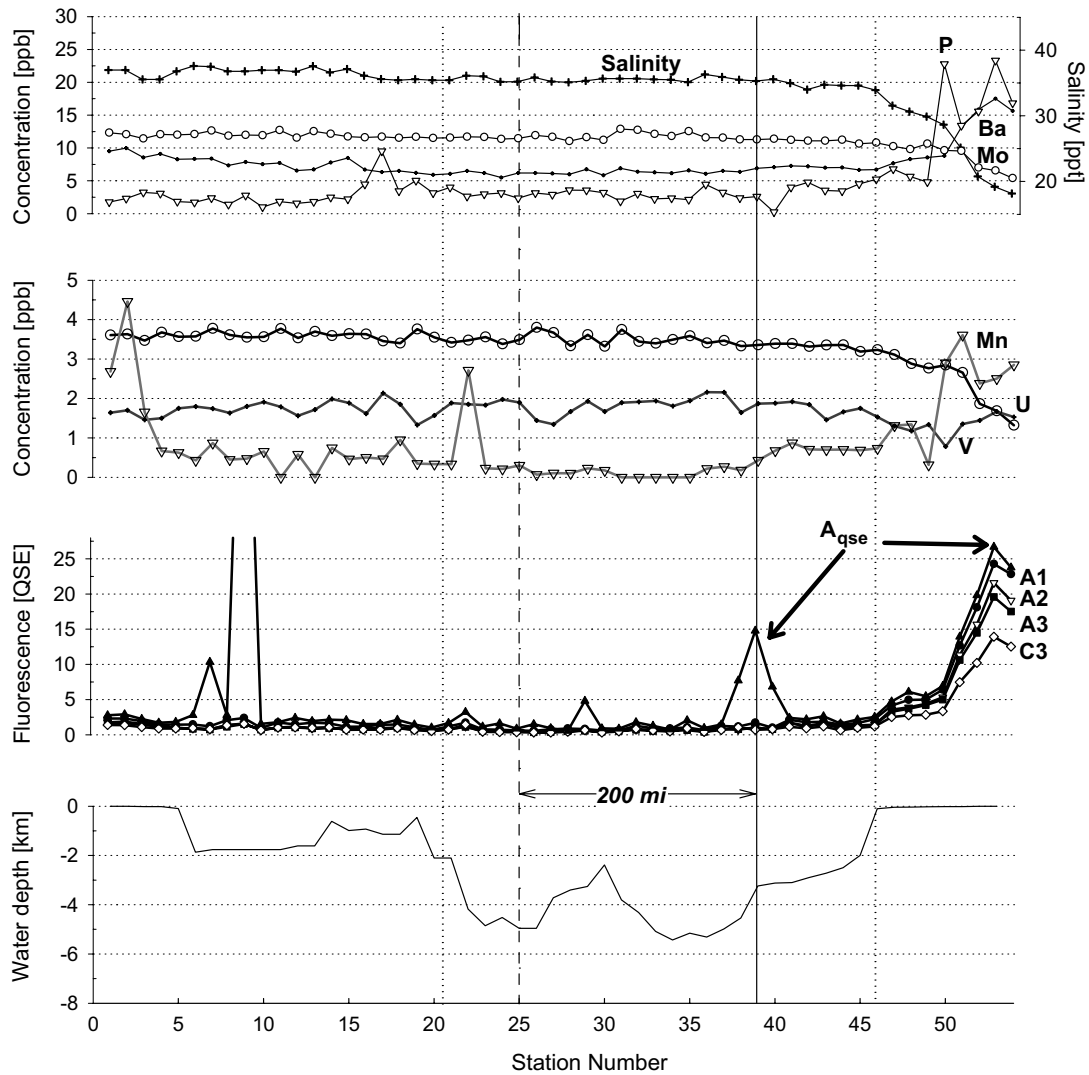 Concentration [ppb]
30
25
20
15
10
5
0
Salinity
P
Ba
Mo
40
30
20
Salinity [ppt]
Concentration [ppb]
5
4
3
2
1
0
Mn
U
V
Fluorescence [QSE]
25
20
15
10
5
0
Aqse
A1
A2
A3
C3
Water depth [km]
0
-2
-4
-6
-8
200 mi
0 5 10 15 20 25 30 35 40 45 50
Station Number